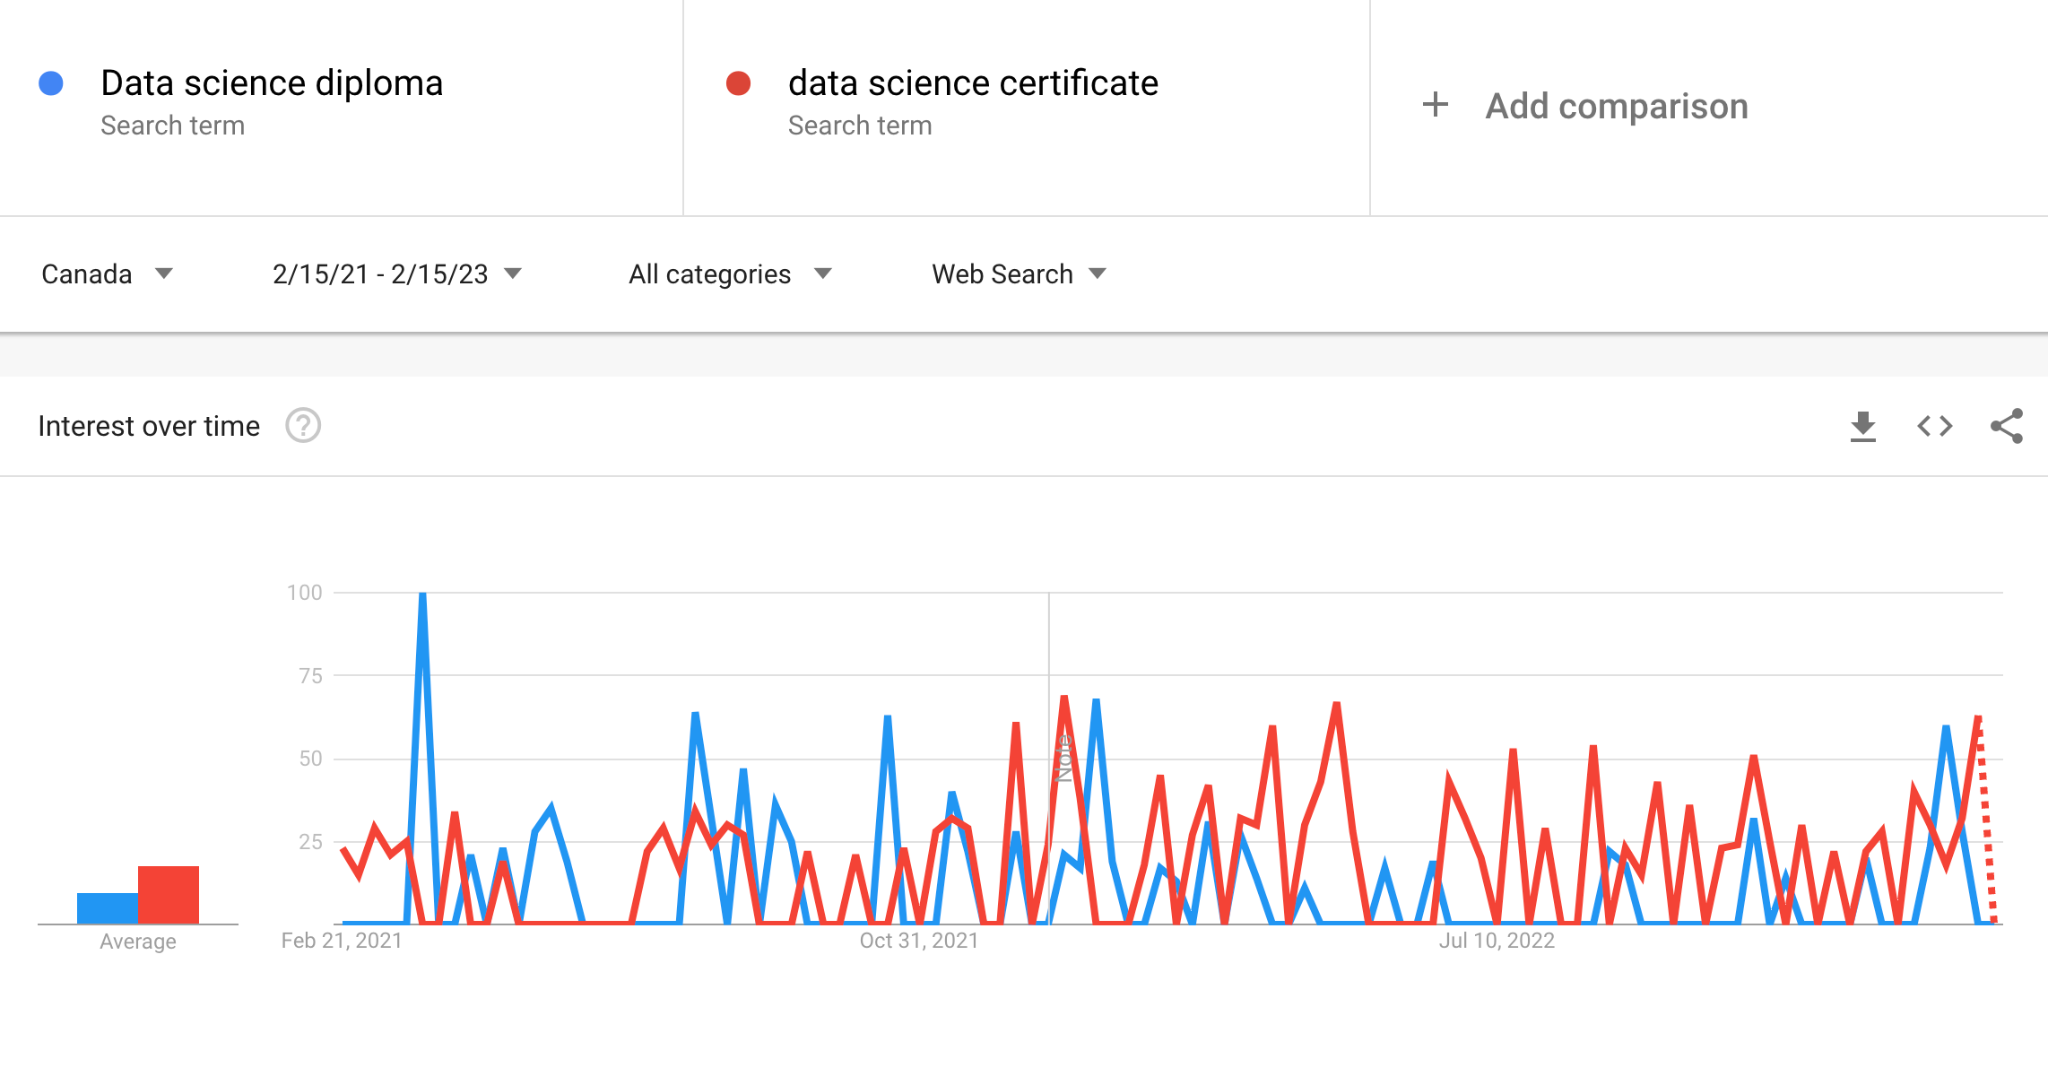 Data science diploma
Search term
data science certificate
Search term
+ Add comparison
Canada
2/15/21 - 2/15/23
All categories
Web Search
Interest over time
?
100
75
50
25
Note
Average
Feb 21, 2021
Oct 31, 2021
Jul 10, 2022